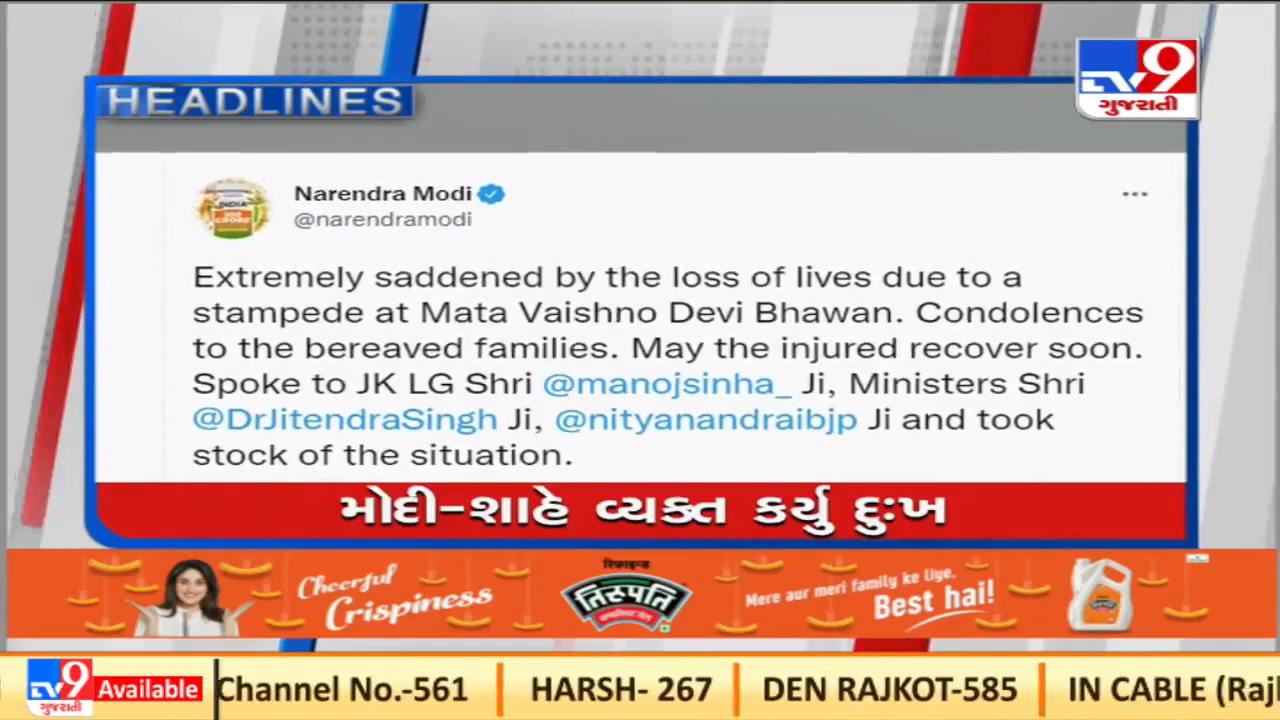 HEADLINES
TV9
ગુજરાતી
Narendra Modi
@narendramodi
Extremely saddened by the loss of lives due to a
stampede at Mata Vaishno Devi Bhawan. Condolences
to the bereaved families. May the injured recover soon.
Spoke to JK LG Shri @manojsinha_ Ji, Ministers Shri
@DrJitendraSingh Ji, @nityanandraibjp Ji and took
stock of the situation.
મોદી-શાહે વ્યક્ત કર્યુ દુઃખ
Cheerful
Crispiness
रिफाइन्ड
तिरुपति
Mere aur meri family ke liye,
Best hai!
TV9
ગુજરાતી
Available
Channel No.-561
HARSH- 267
DEN RAJKOT-585
IN CABLE (Raj